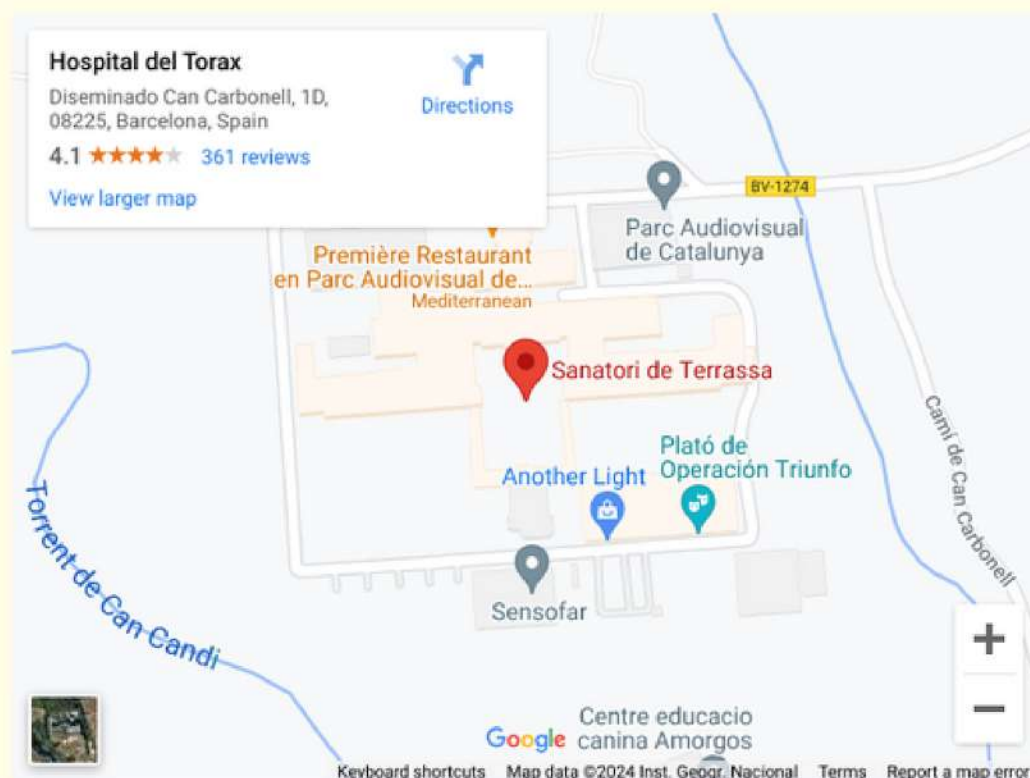 Hospital del Torax
Directions
Diseminado Can Carbonell, 1D,
08225, Barcelona, Spain
4.1
361 reviews
View larger map
BV-1274
Parc Audiovisual
de Catalunya
Première Restaurant
en Parc Audiovisual de...
Mediterranean
Sanatori de Terrassa
Camí de Can Carbonell
Plató de
Operación Triunfo
Another Light
Torrent de Can Candi
Sensofar
+
−
Google
Centre educacio
canina Amorgos
Keyboard shortcuts
Map data ©2024 Inst. Geogr. Nacional
Terms
Report a map error